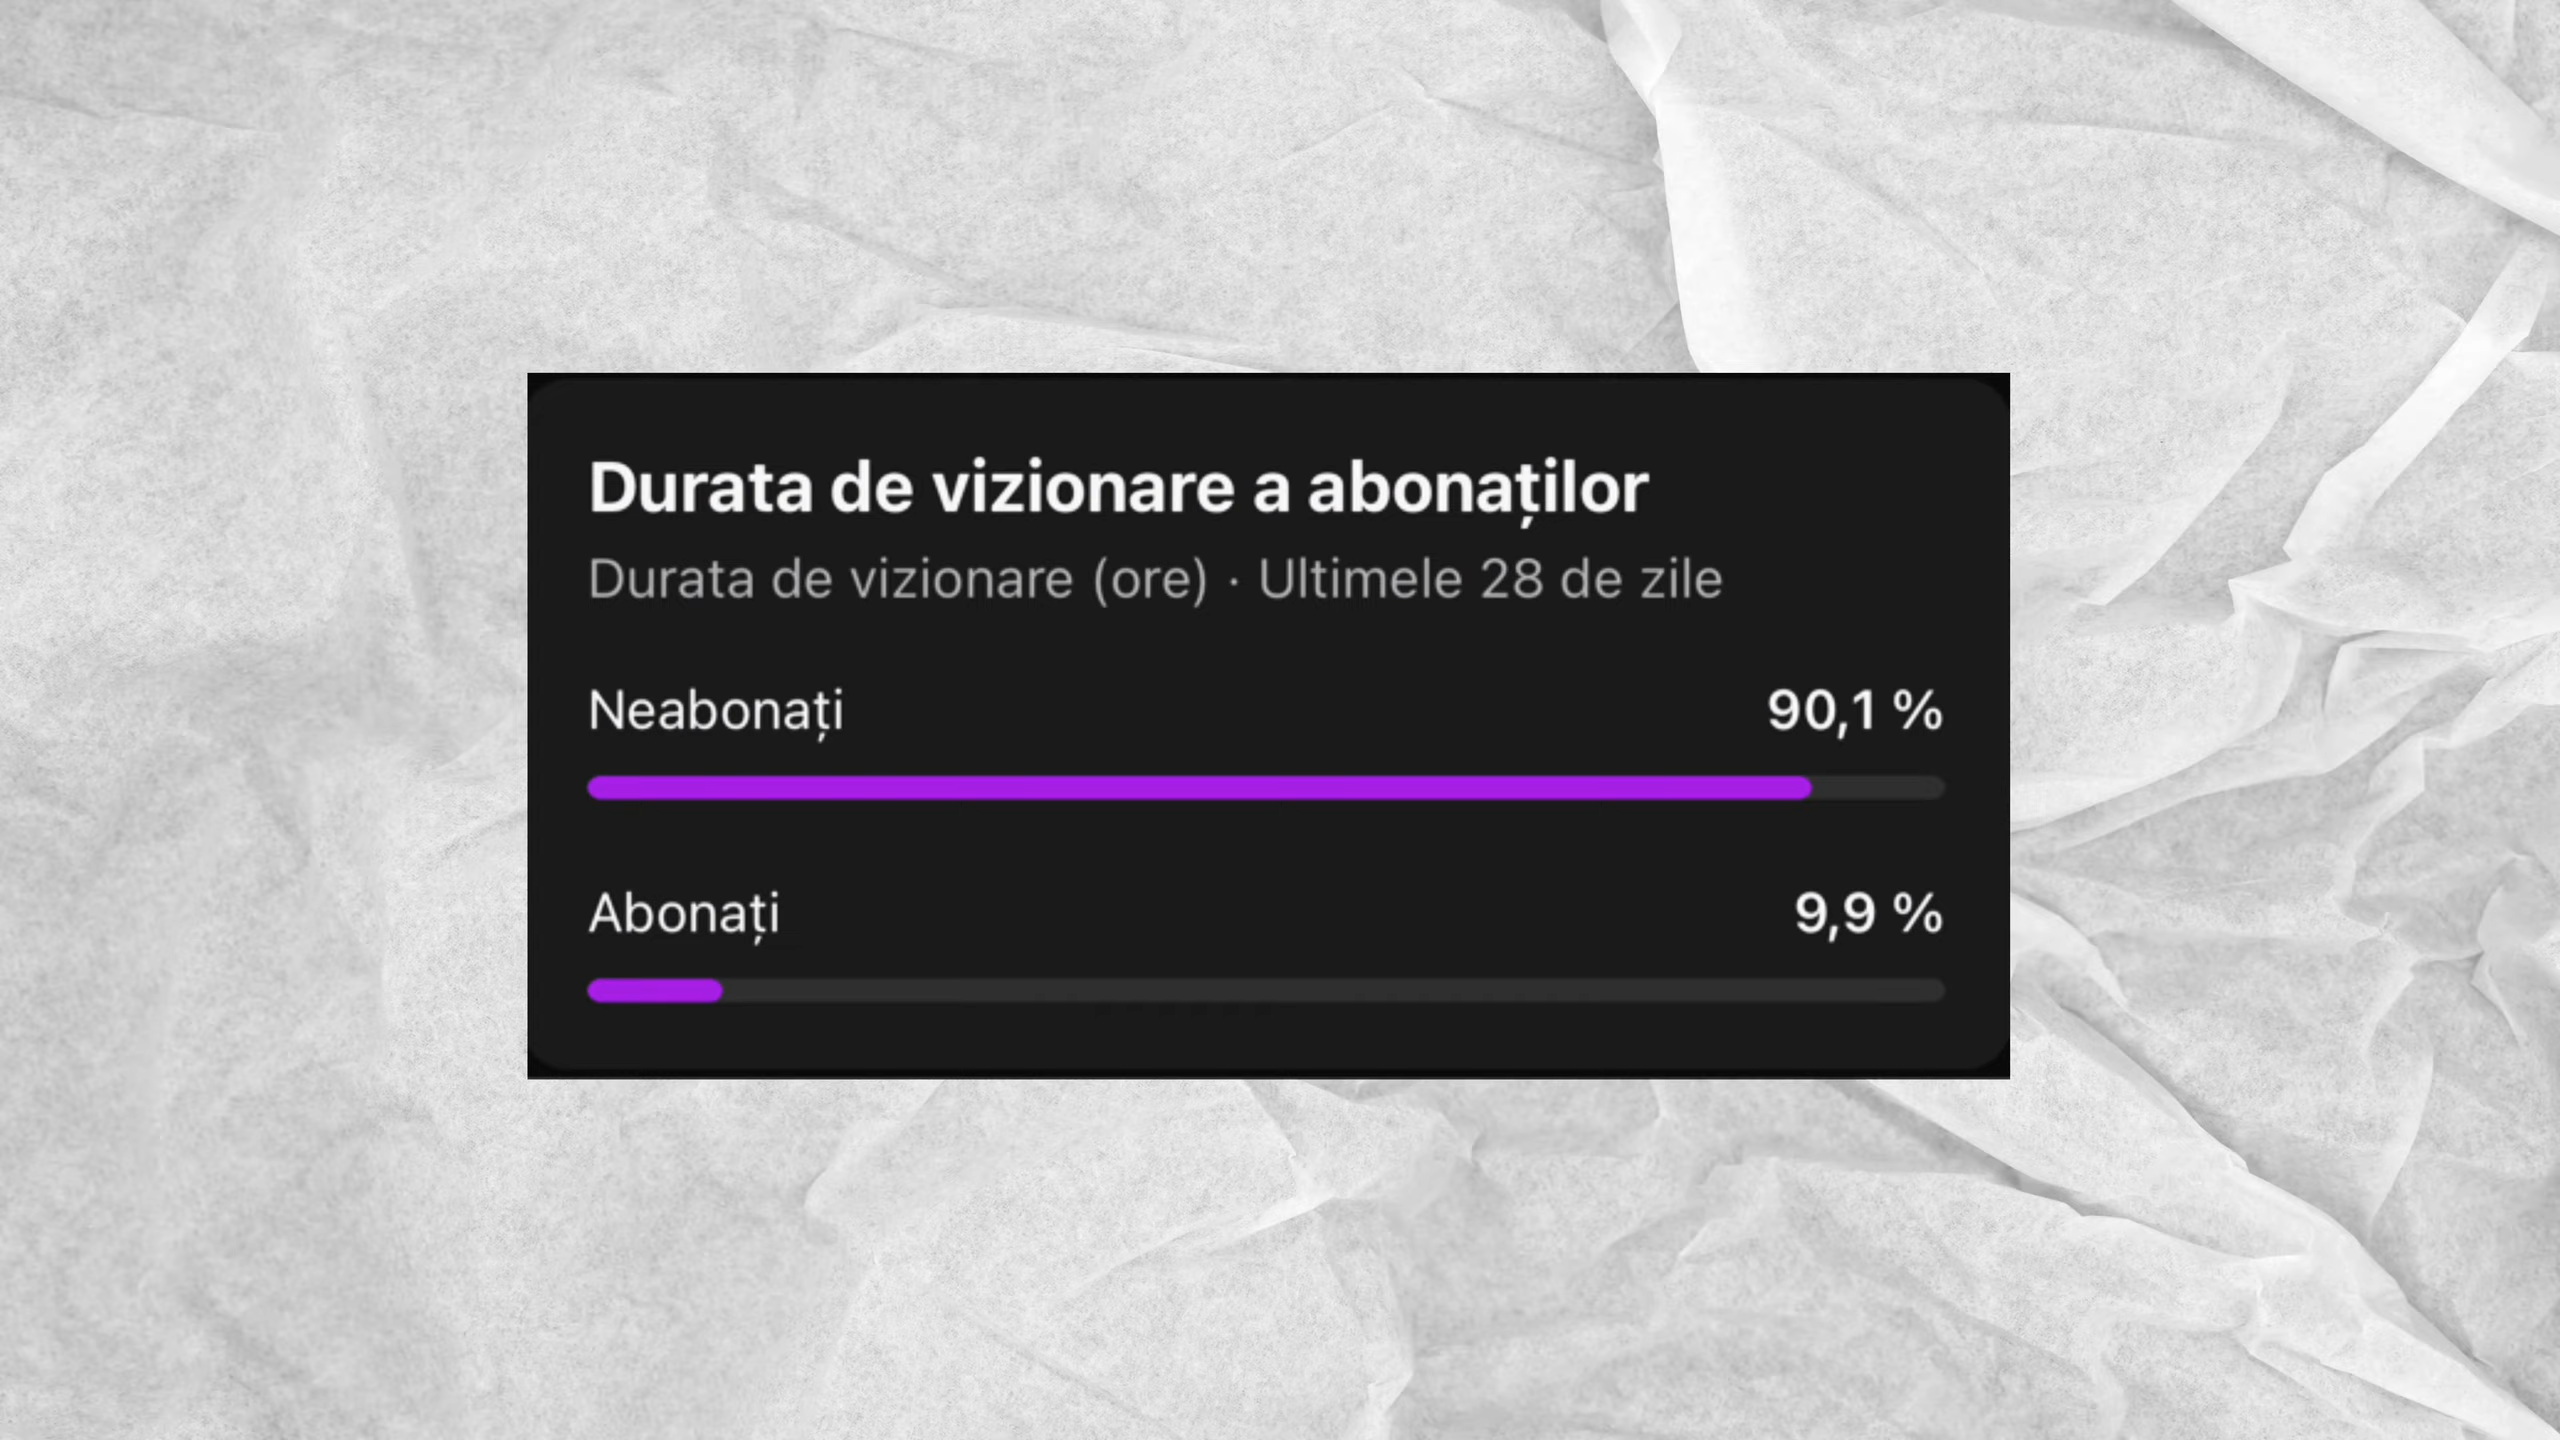 Durata de vizionare a abonaților
Durata de vizionare (ore) · Ultimele 28 de zile
Neabonați 90,1 %
Abonați 9,9 %